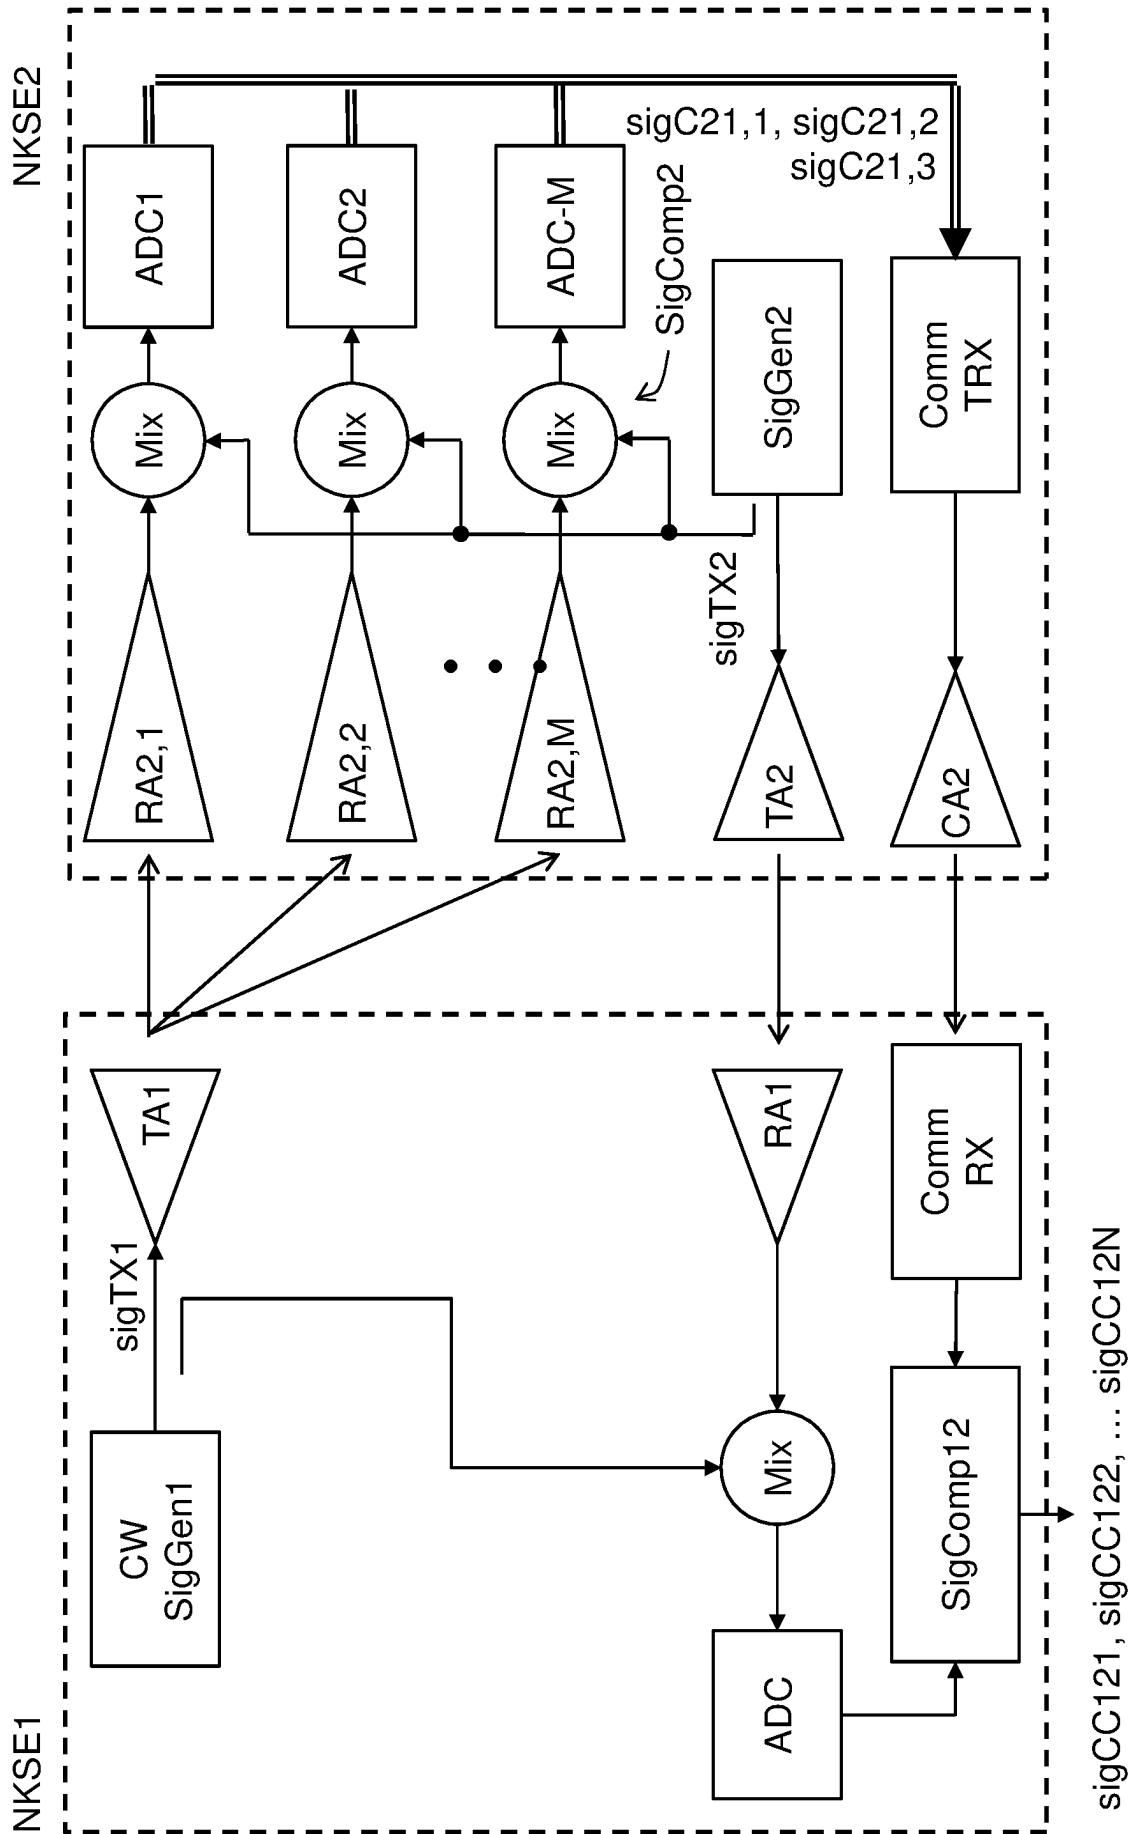 NKSE1
NKSE2
CW
SigGen1
sigTX1
TA1
RA2,1
Mix
ADC1
RA2,2
Mix
ADC2
RA2,M
Mix
ADC-M
SigComp2
sigC21,1, sigC21,2
sigC21,3
ADC
Mix
RA1
TA2
sigTX2
SigGen2
SigComp12
Comm
RX
CA2
Comm
TRX
sigCC121, sigCC122, ... sigCC12N